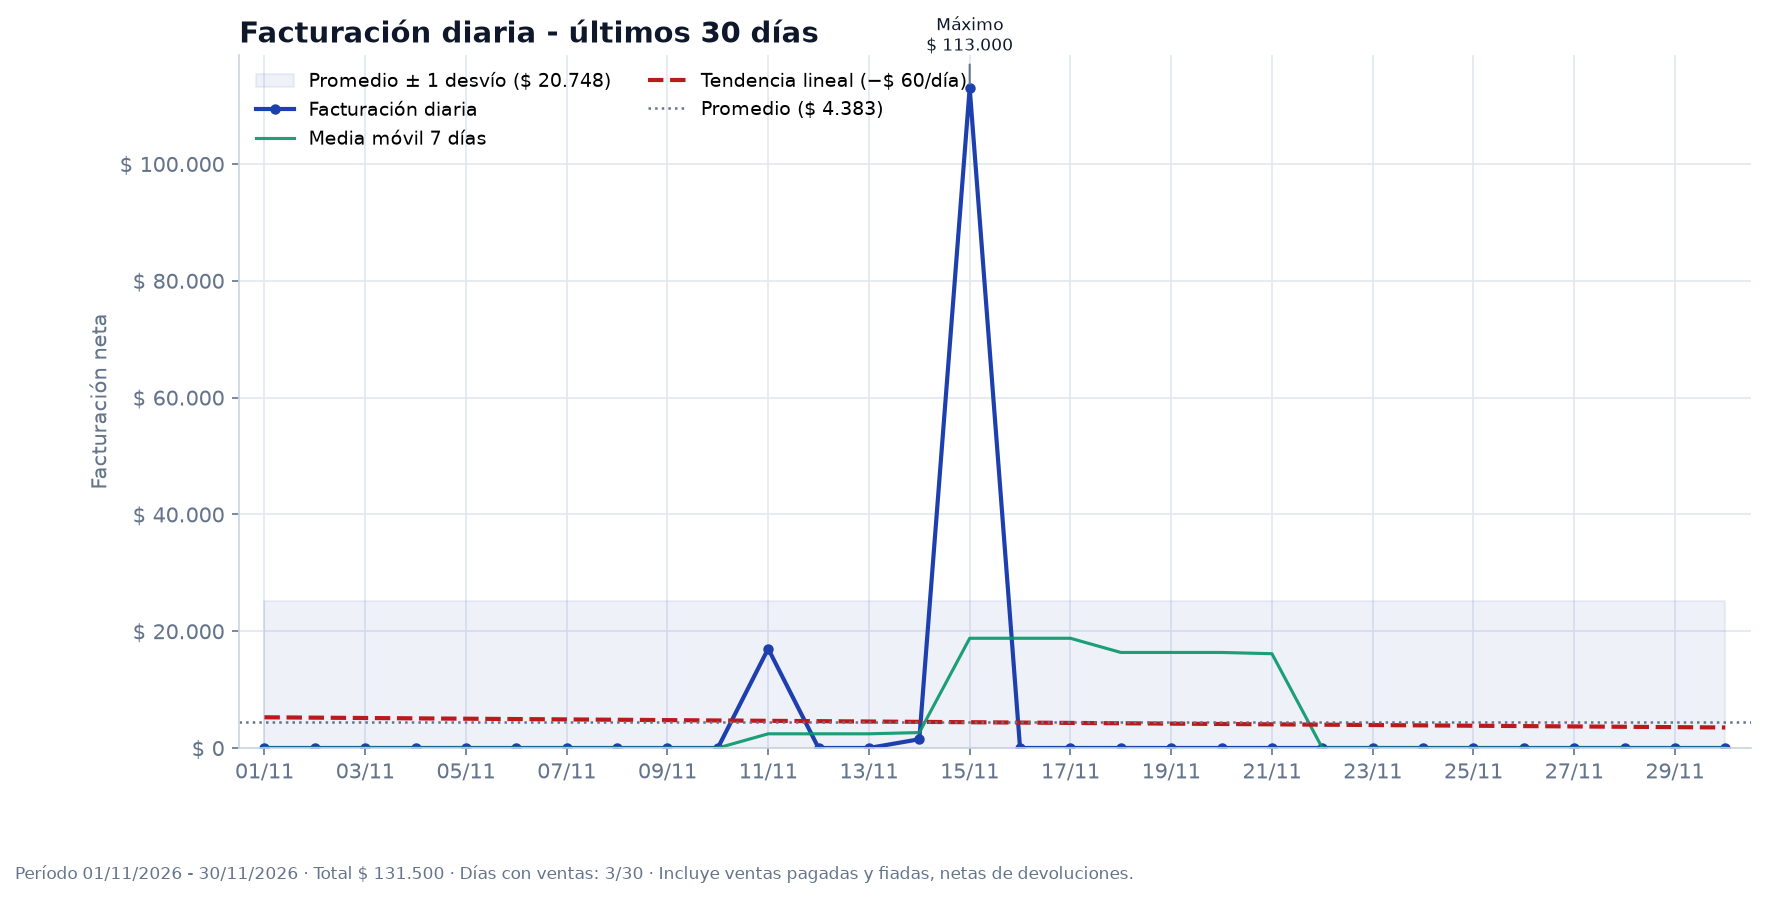 Facturación diaria - últimos 30 días
Máximo
$ 113.000
Promedio ± 1 desvío ($ 20.748)
Facturación diaria
Media móvil 7 días
Tendencia lineal (−$ 60/día)
Promedio ($ 4.383)
Facturación neta
$ 100.000
$ 80.000
$ 60.000
$ 40.000
$ 20.000
$ 0
01/11 03/11 05/11 07/11 09/11 11/11 13/11 15/11 17/11 19/11 21/11 23/11 25/11 27/11 29/11
Período 01/11/2026 - 30/11/2026 · Total $ 131.500 · Días con ventas: 3/30 · Incluye ventas pagadas y fiadas, netas de devoluciones.